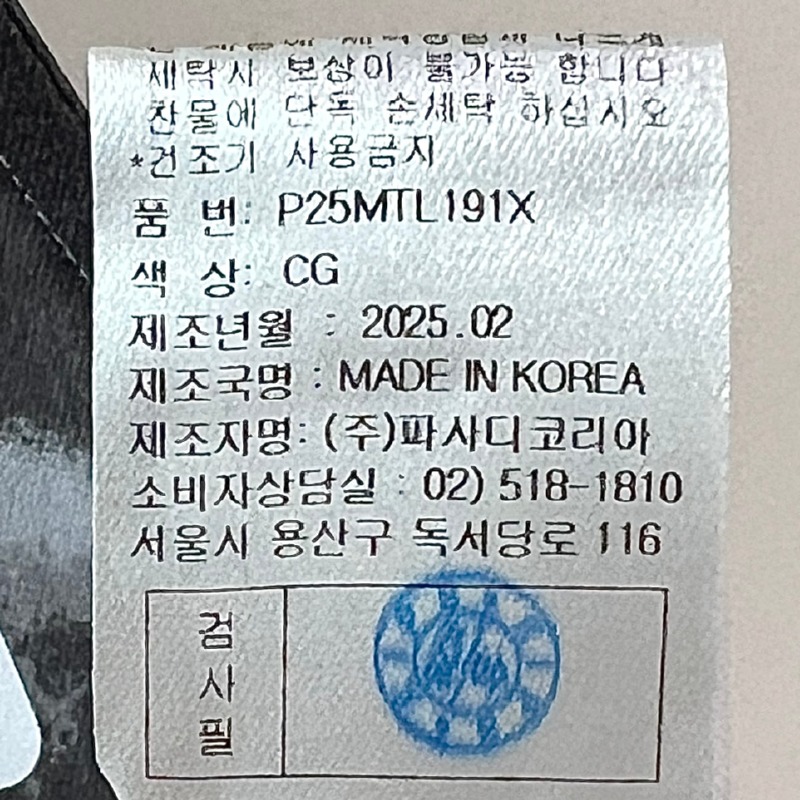 세탁시 보상이 불가능 합니다
찬물에 단독 손세탁 하십시오
*건조기 사용금지
품 번: P25MTL191X
색 상: CG
제조년월 : 2025.02
제조국명 : MADE IN KOREA
제조자명: (주)파사디코리아
소비자상담실 : 02) 518-1810
서울시 용산구 독서당로 116
검
사
필